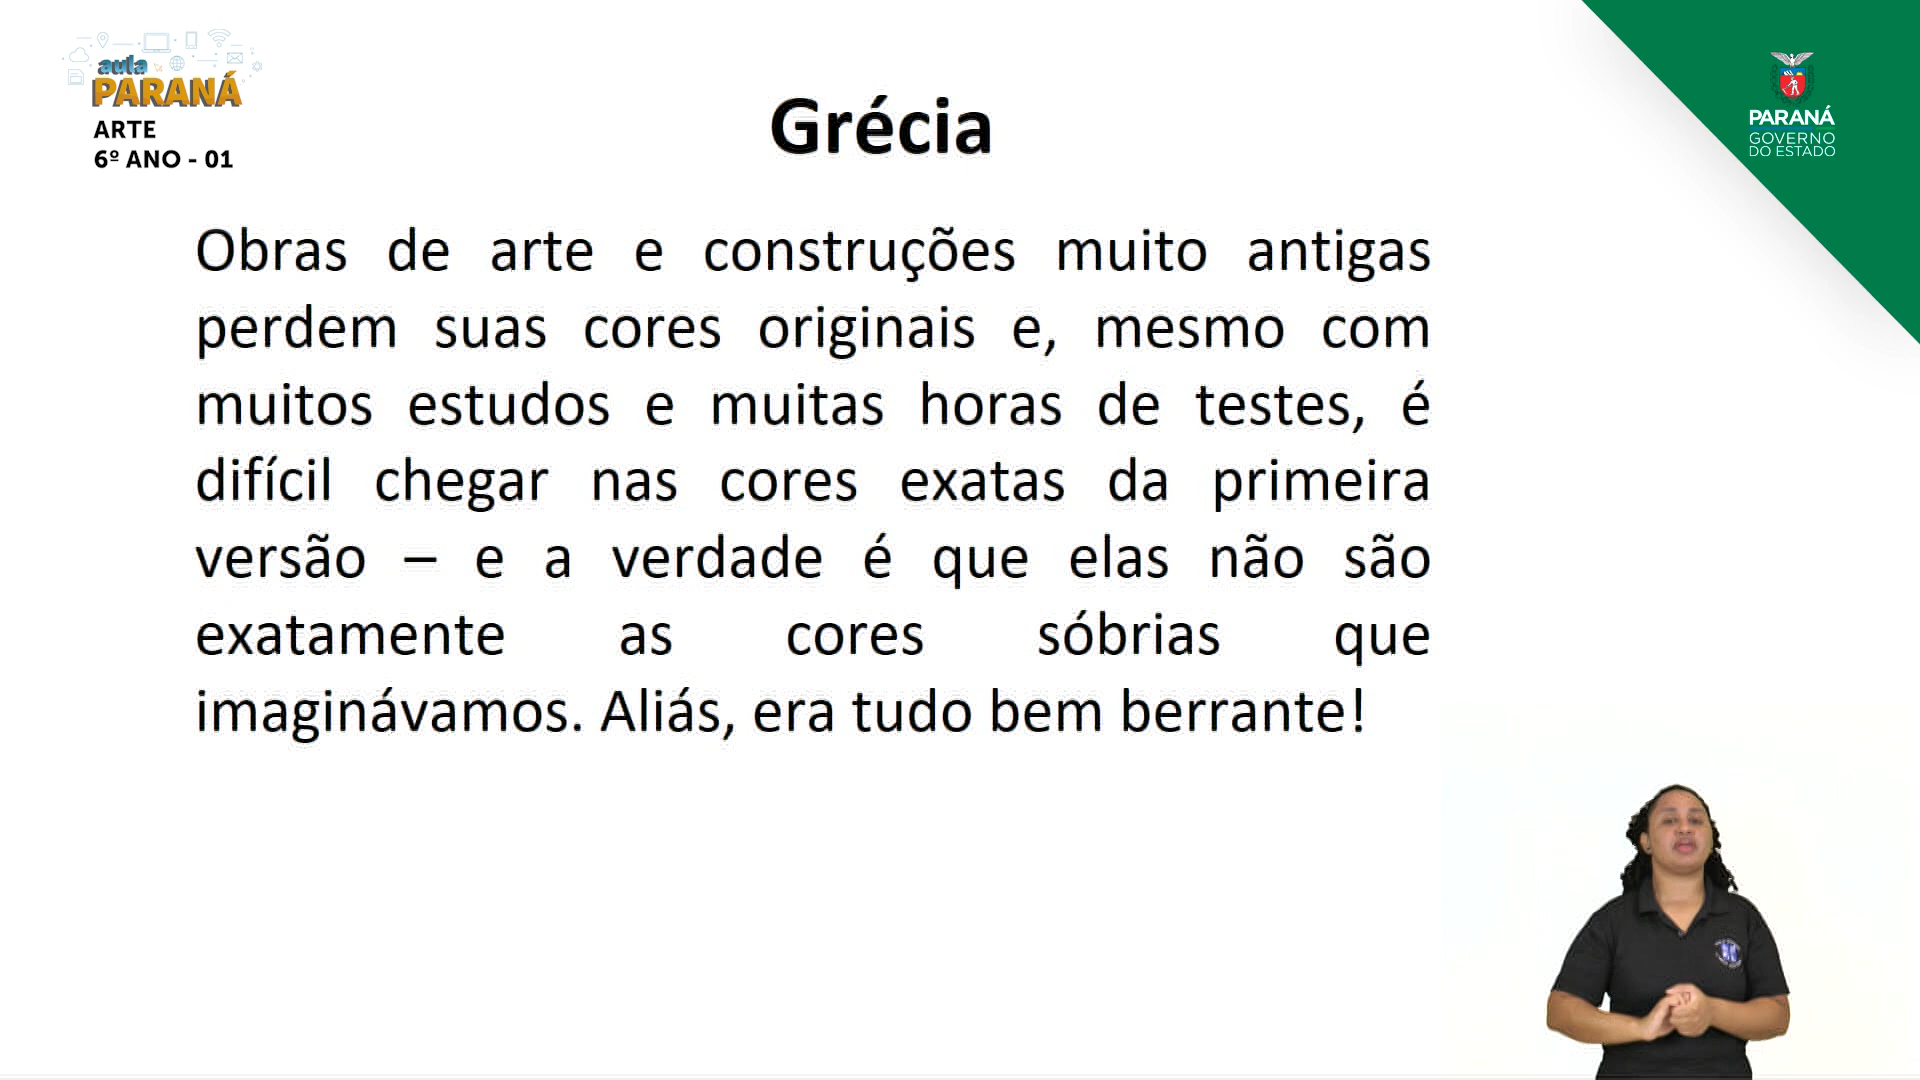 aula
PARANÁ
ARTE
6º ANO - 01
PARANÁ
GOVERNO
DO ESTADO
Grécia
Obras de arte e construções muito antigas
perdem suas cores originais e, mesmo com
muitos estudos e muitas horas de testes, é
difícil chegar nas cores exatas da primeira
versão – e a verdade é que elas não são
exatamente as cores sóbrias que
imaginávamos. Aliás, era tudo bem berrante!